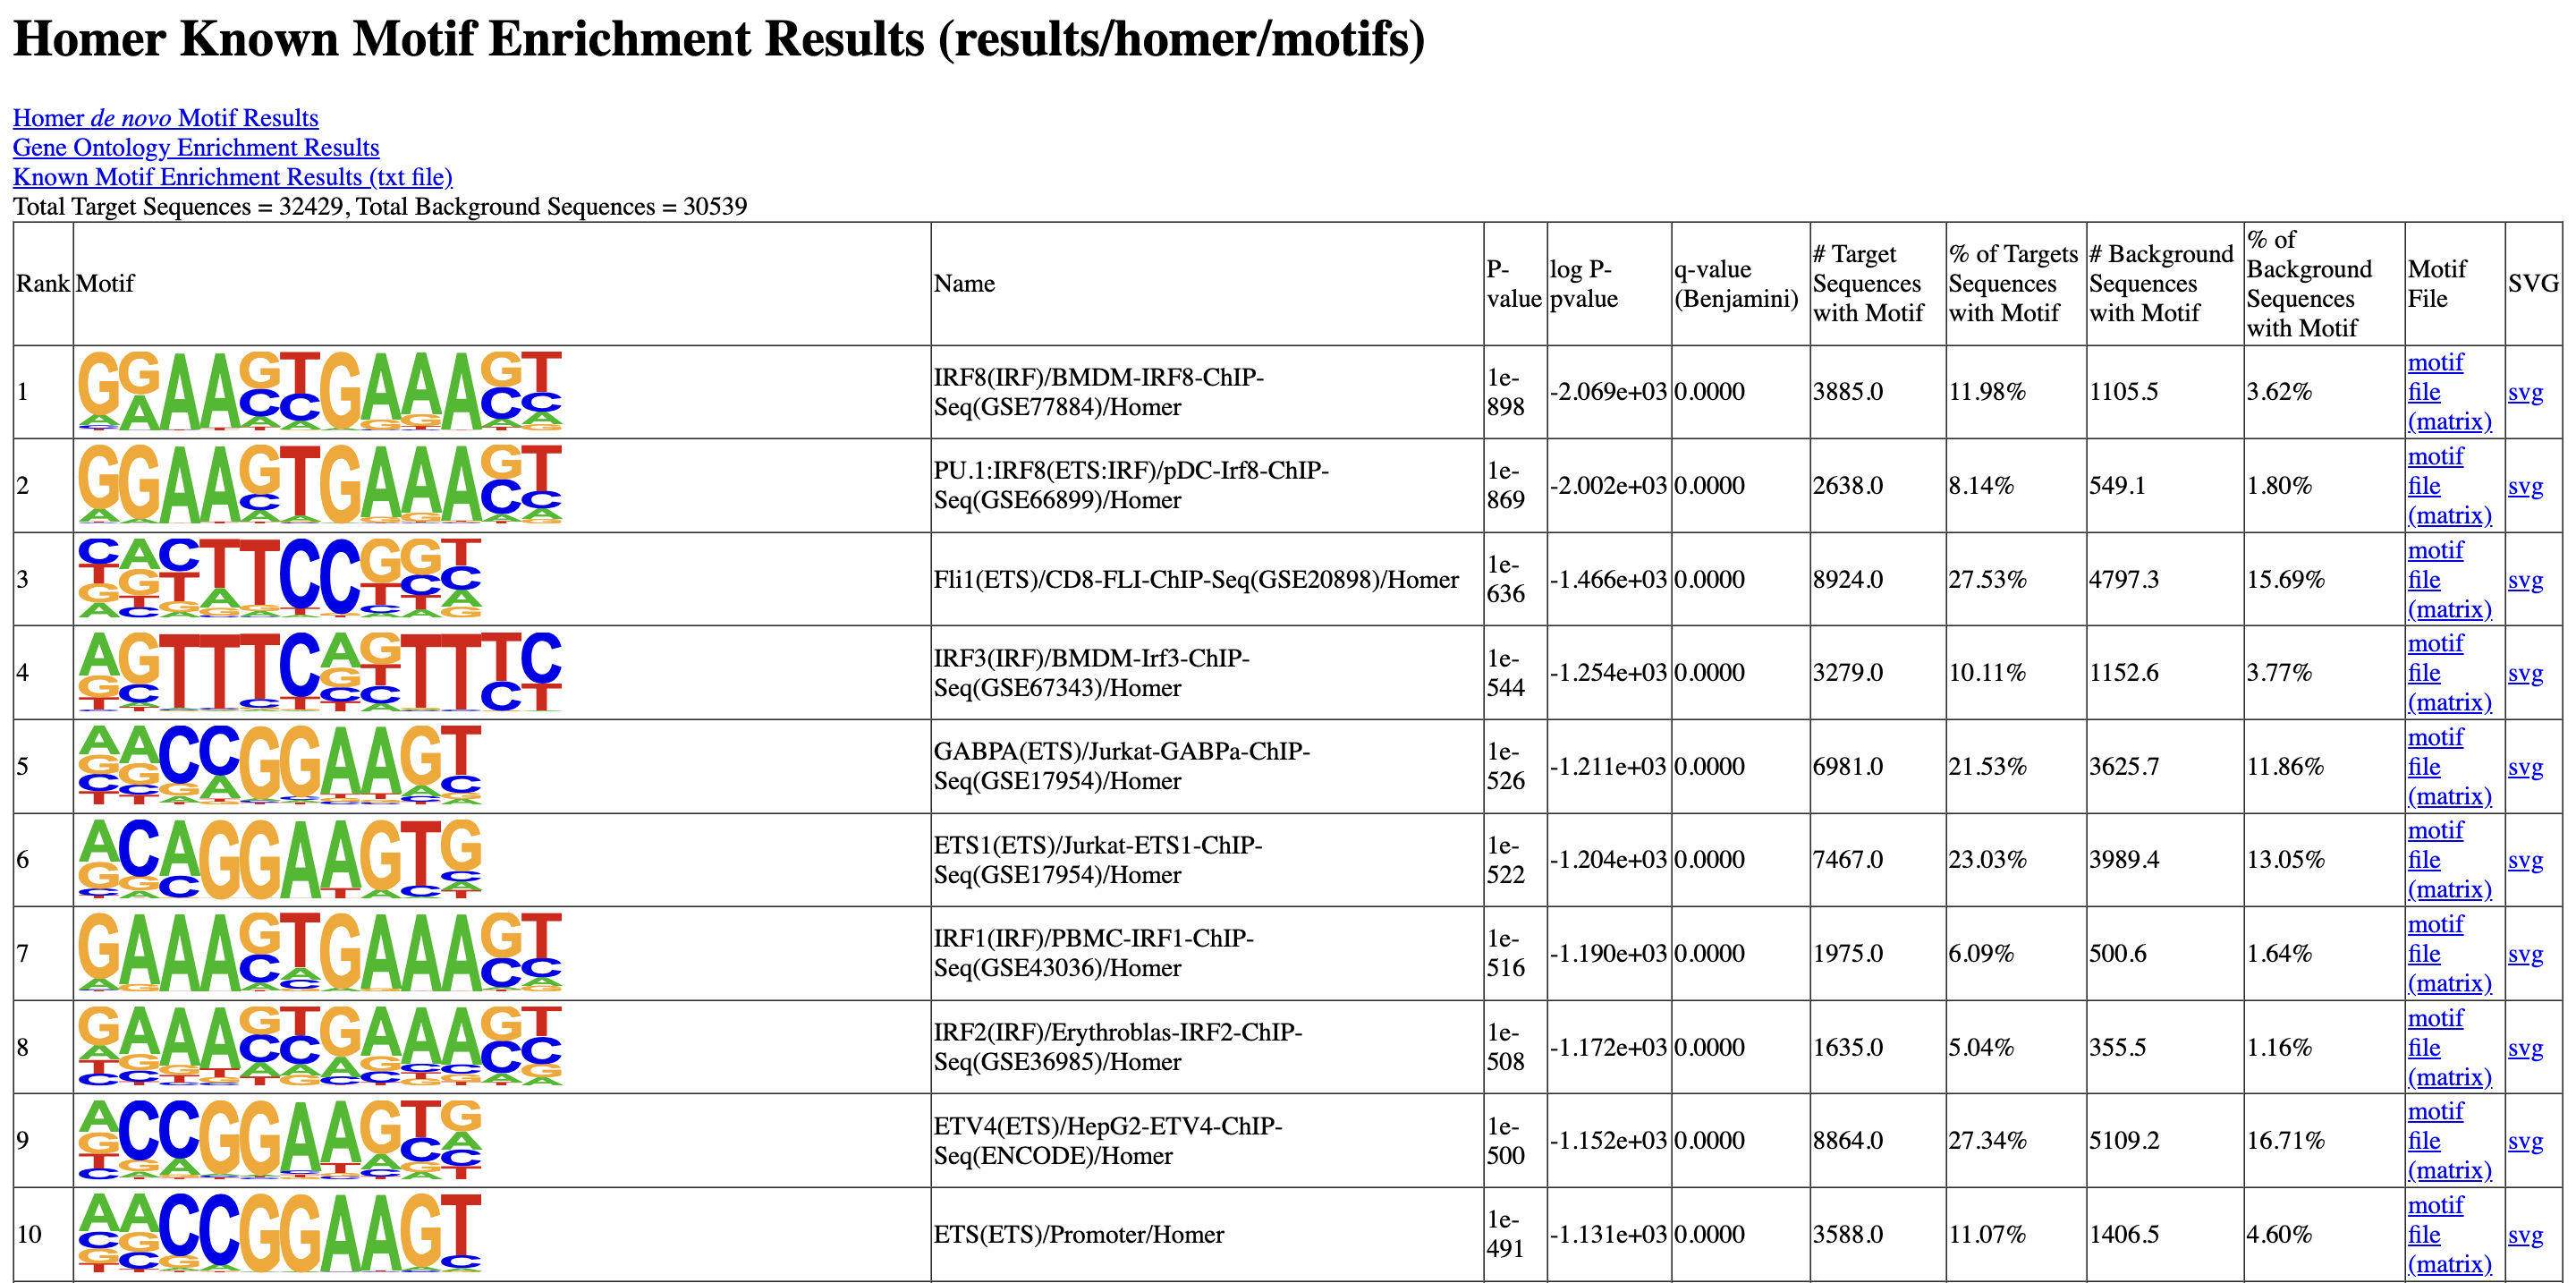 Homer Known Motif Enrichment Results (results/homer/motifs)
Homer de novo Motif Results
Gene Ontology Enrichment Results
Known Motif Enrichment Results (txt file)
Total Target Sequences = 32429, Total Background Sequences = 30539
Rank Motif Name P-value log P-pvalue q-value (Benjamini) # Target Sequences with Motif % of Targets Sequences with Motif # Background Sequences with Motif % of Background Sequences with Motif Motif File SVG
1 IRF8(IRF)/BMDM-IRF8-ChIP-Seq(GSE77884)/Homer 1e-898 -2.069e+03 0.0000 3885.0 11.98% 1105.5 3.62% motif file (matrix) svg
2 PU.1:IRF8(ETS:IRF)/pDC-Irf8-ChIP-Seq(GSE66899)/Homer 1e-869 -2.002e+03 0.0000 2638.0 8.14% 549.1 1.80% motif file (matrix) svg
3 Fli1(ETS)/CD8-FLI-ChIP-Seq(GSE20898)/Homer 1e-636 -1.466e+03 0.0000 8924.0 27.53% 4797.3 15.69% motif file (matrix) svg
4 IRF3(IRF)/BMDM-Irf3-ChIP-Seq(GSE67343)/Homer 1e-544 -1.254e+03 0.0000 3279.0 10.11% 1152.6 3.77% motif file (matrix) svg
5 GABPA(ETS)/Jurkat-GABPa-ChIP-Seq(GSE17954)/Homer 1e-526 -1.211e+03 0.0000 6981.0 21.53% 3625.7 11.86% motif file (matrix) svg
6 ETS1(ETS)/Jurkat-ETS1-ChIP-Seq(GSE17954)/Homer 1e-522 -1.204e+03 0.0000 7467.0 23.03% 3989.4 13.05% motif file (matrix) svg
7 IRF1(IRF)/PBMC-IRF1-ChIP-Seq(GSE43036)/Homer 1e-516 -1.190e+03 0.0000 1975.0 6.09% 500.6 1.64% motif file (matrix) svg
8 IRF2(IRF)/Erythroblas-IRF2-ChIP-Seq(GSE36985)/Homer 1e-508 -1.172e+03 0.0000 1635.0 5.04% 355.5 1.16% motif file (matrix) svg
9 ETV4(ETS)/HepG2-ETV4-ChIP-Seq(ENCODE)/Homer 1e-500 -1.152e+03 0.0000 8864.0 27.34% 5109.2 16.71% motif file (matrix) svg
10 ETS(ETS)/Promoter/Homer 1e-491 -1.131e+03 0.0000 3588.0 11.07% 1406.5 4.60% motif file (matrix) svg